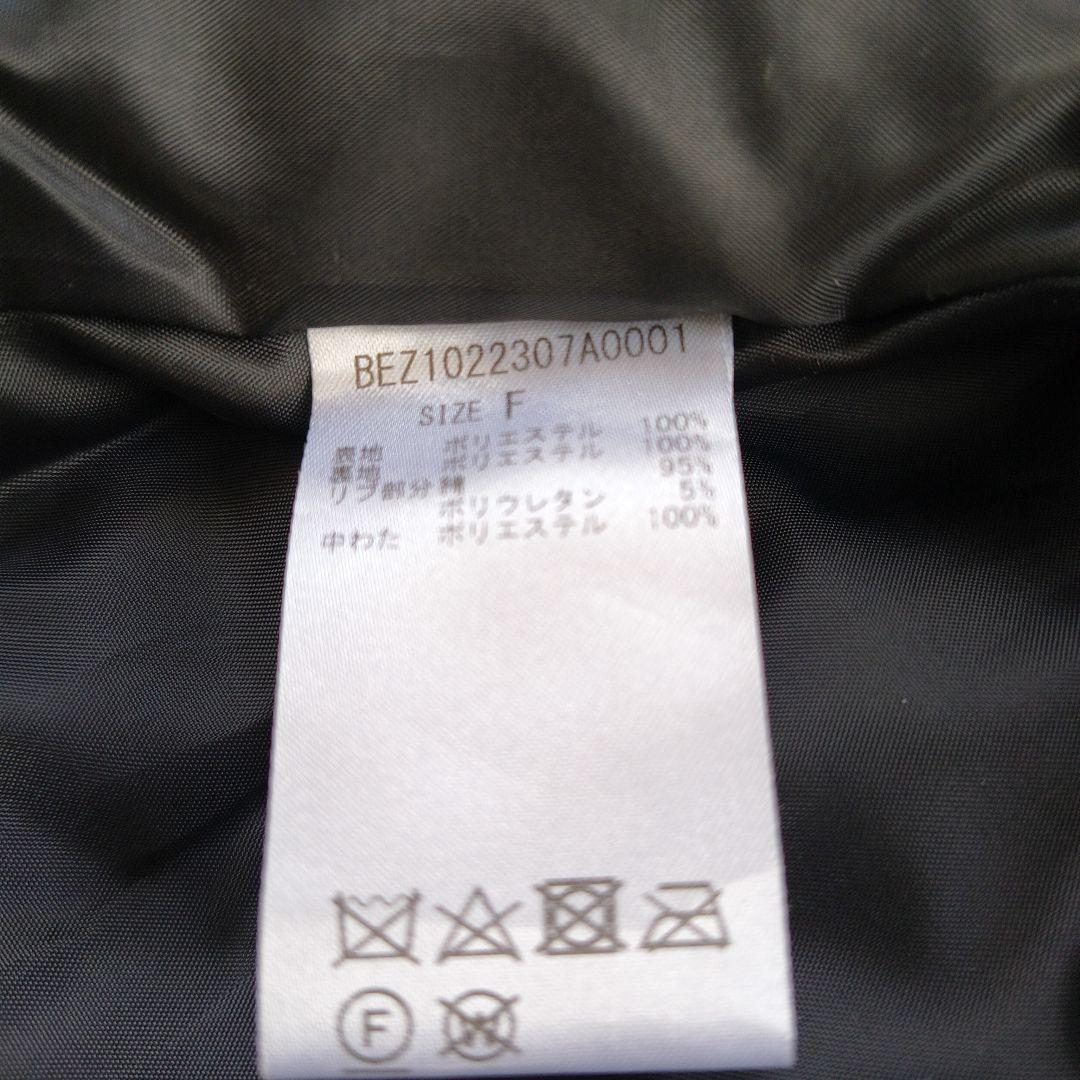 BEZ1022307A0001
SIZE F
表地 ポリエステル 100%
裏地 ポリエステル 100%
リブ部分 綿 95%
ポリウレタン 5%
中わた ポリエステル 100%
F
W